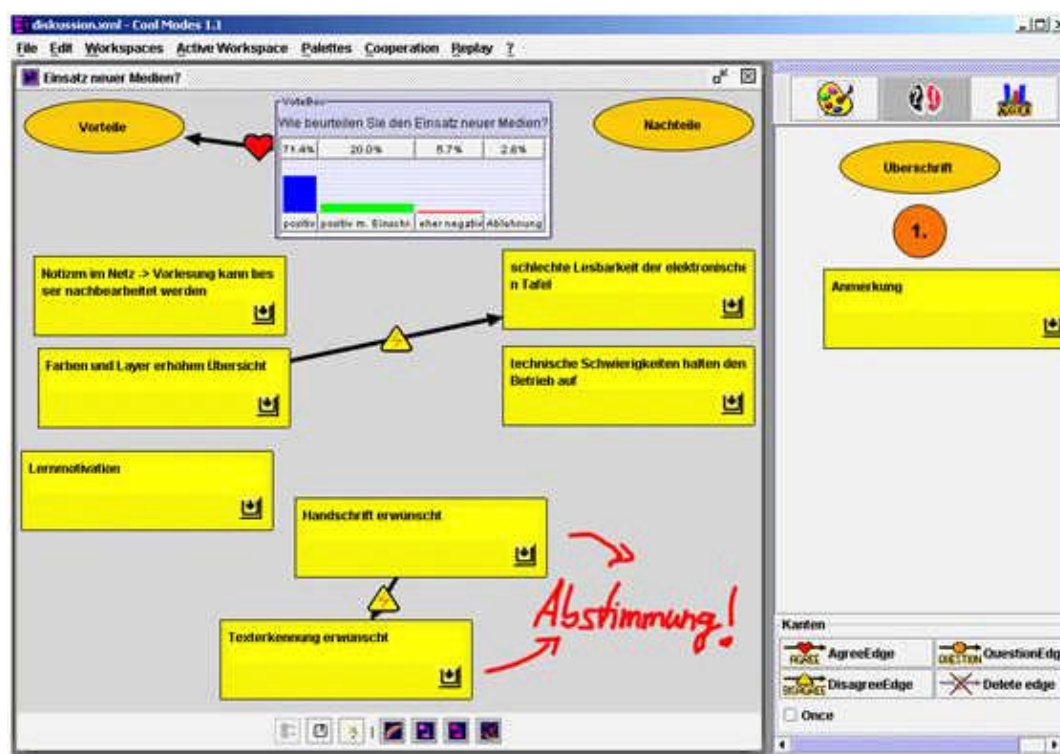 diskussion.xml - Cool Modes 1.1
File Edit Workspaces Active Workspace Palettes Cooperation Replay ?
Einsatz neuer Medien?
Vorteile
VoteBox
Wie beurteilen Sie den Einsatz neuer Medien?
71.4% 20.0% 5.7% 2.8%
positiv positiv m. Einschr. eher negativ Ablehnung
Nachteile
Notizen im Netz -> Vorlesung kann bes
ser nachbearbeitet werden
schlechte Lesbarkeit der elektronische
n Tafel
Farben und Layer erhöhen Übersicht
technische Schwierigkeiten halten den
Betrieb auf
Lernmotivation
Handschrift erwünscht
Abstimmung!
Texterkennung erwünscht
Überschrift
1.
Anmerkung
Kanten
AGREE AgreeEdge
QUESTION QuestionEdg
DISAGREE DisagreeEdge
Delete edge
Once